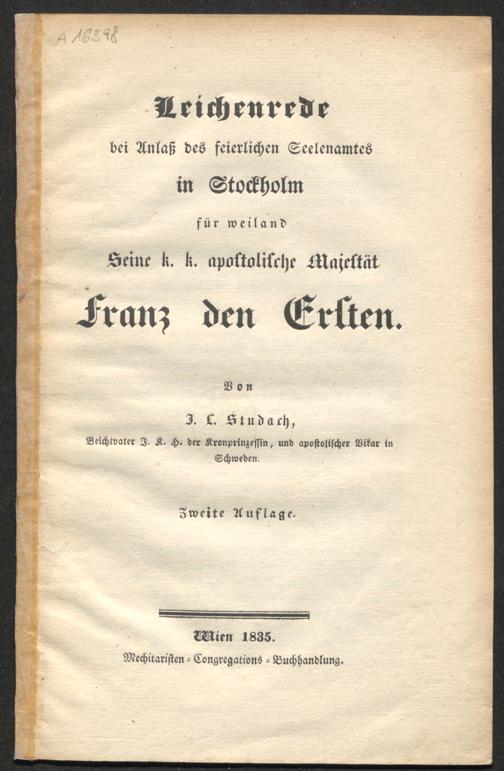 A 16398
Leichenrede
bei Anlaß des feierlichen Seelenamtes
in Stockholm
für weiland
Seine k. k. apostolische Majestät
Franz den Ersten.
Von
J. L. Studach,
Beichtvater J. K. H. der Kronprinzessin, und apostolischer Vikar in
Schweden.
Zweite Auflage.
Wien 1835.
Mechitaristen-Congregations-Buchhandlung.